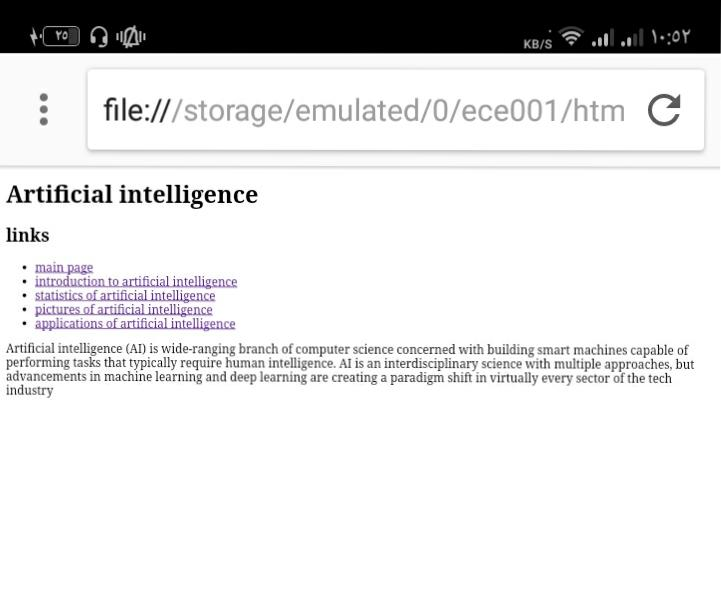 ٢٥
KB/S
١٠:٥٢
file:///storage/emulated/0/ece001/htm
Artificial intelligence
links
main page
introduction to artificial intelligence
statistics of artificial intelligence
pictures of artificial intelligence
applications of artificial intelligence
Artificial intelligence (AI) is wide-ranging branch of computer science concerned with building smart machines capable of
performing tasks that typically require human intelligence. AI is an interdisciplinary science with multiple approaches, but
advancements in machine learning and deep learning are creating a paradigm shift in virtually every sector of the tech
industry